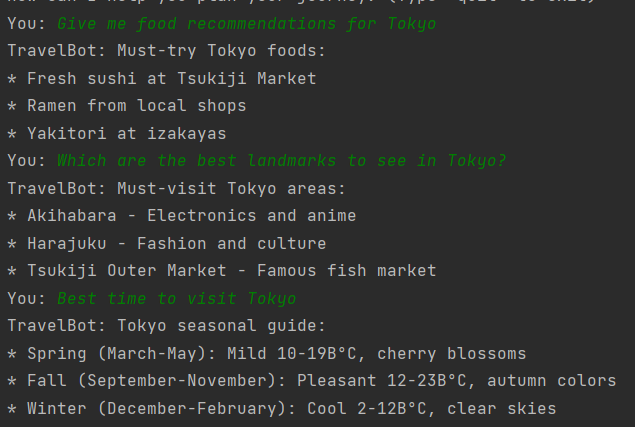 You: Give me food recommendations for Tokyo
TravelBot: Must-try Tokyo foods:
* Fresh sushi at Tsukiji Market
* Ramen from local shops
* Yakitori at izakayas
You: Which are the best landmarks to see in Tokyo?
TravelBot: Must-visit Tokyo areas:
* Akihabara - Electronics and anime
* Harajuku - Fashion and culture
* Tsukiji Outer Market - Famous fish market
You: Best time to visit Tokyo
TravelBot: Tokyo seasonal guide:
* Spring (March-May): Mild 10-19В°C, cherry blossoms
* Fall (September-November): Pleasant 12-23В°C, autumn colors
* Winter (December-February): Cool 2-12В°C, clear skies